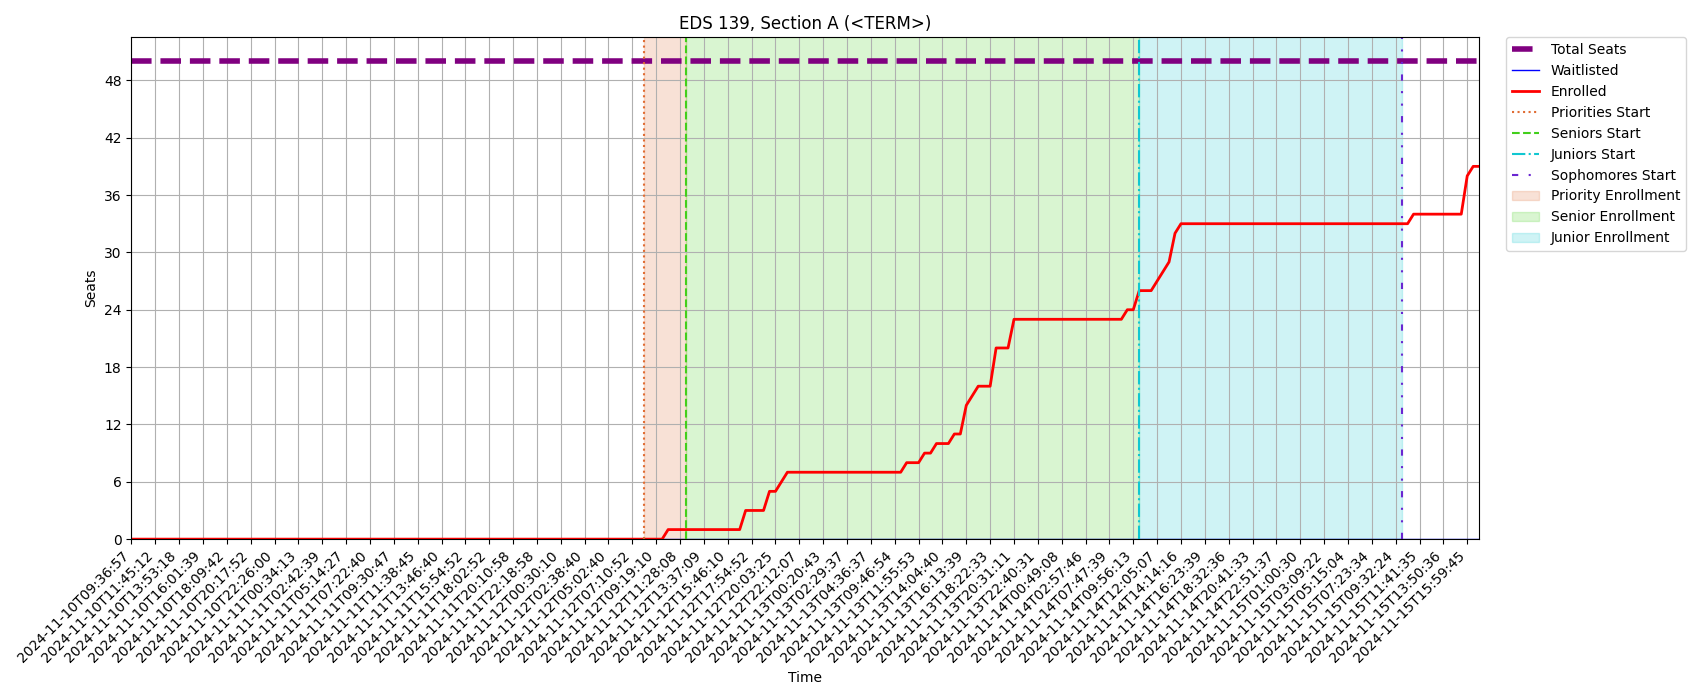 EDS 139, Section A (<TERM>)
Total Seats
Waitlisted
Enrolled
Priorities Start
Seniors Start
Juniors Start
Sophomores Start
Priority Enrollment
Senior Enrollment
Junior Enrollment
Seats
48
42
36
30
24
18
12
6
0
2024-11-10T09:36:57
2024-11-10T11:45:12
2024-11-10T13:53:18
2024-11-10T16:01:39
2024-11-10T18:09:42
2024-11-10T20:17:52
2024-11-10T22:26:00
2024-11-11T00:34:13
2024-11-11T02:42:39
2024-11-11T05:14:27
2024-11-11T07:22:40
2024-11-11T09:30:47
2024-11-11T11:38:45
2024-11-11T13:46:40
2024-11-11T15:54:52
2024-11-11T18:02:52
2024-11-11T20:10:58
2024-11-11T22:18:58
2024-11-12T00:30:10
2024-11-12T02:38:40
2024-11-12T05:02:40
2024-11-12T07:10:52
2024-11-12T09:19:10
2024-11-12T11:28:08
2024-11-12T13:37:09
2024-11-12T15:46:10
2024-11-12T17:54:52
2024-11-12T20:03:25
2024-11-12T22:12:07
2024-11-13T00:20:43
2024-11-13T02:29:37
2024-11-13T04:36:37
2024-11-13T09:46:54
2024-11-13T11:55:53
2024-11-13T14:04:40
2024-11-13T16:13:39
2024-11-13T18:22:33
2024-11-13T20:31:11
2024-11-13T22:40:31
2024-11-14T00:49:08
2024-11-14T02:57:46
2024-11-14T07:47:39
2024-11-14T09:56:13
2024-11-14T12:05:07
2024-11-14T14:14:16
2024-11-14T16:23:39
2024-11-14T18:32:36
2024-11-14T20:41:33
2024-11-14T22:51:37
2024-11-15T01:00:30
2024-11-15T03:09:22
2024-11-15T05:15:04
2024-11-15T07:23:34
2024-11-15T09:32:24
2024-11-15T11:41:35
2024-11-15T13:50:36
2024-11-15T15:59:45
Time